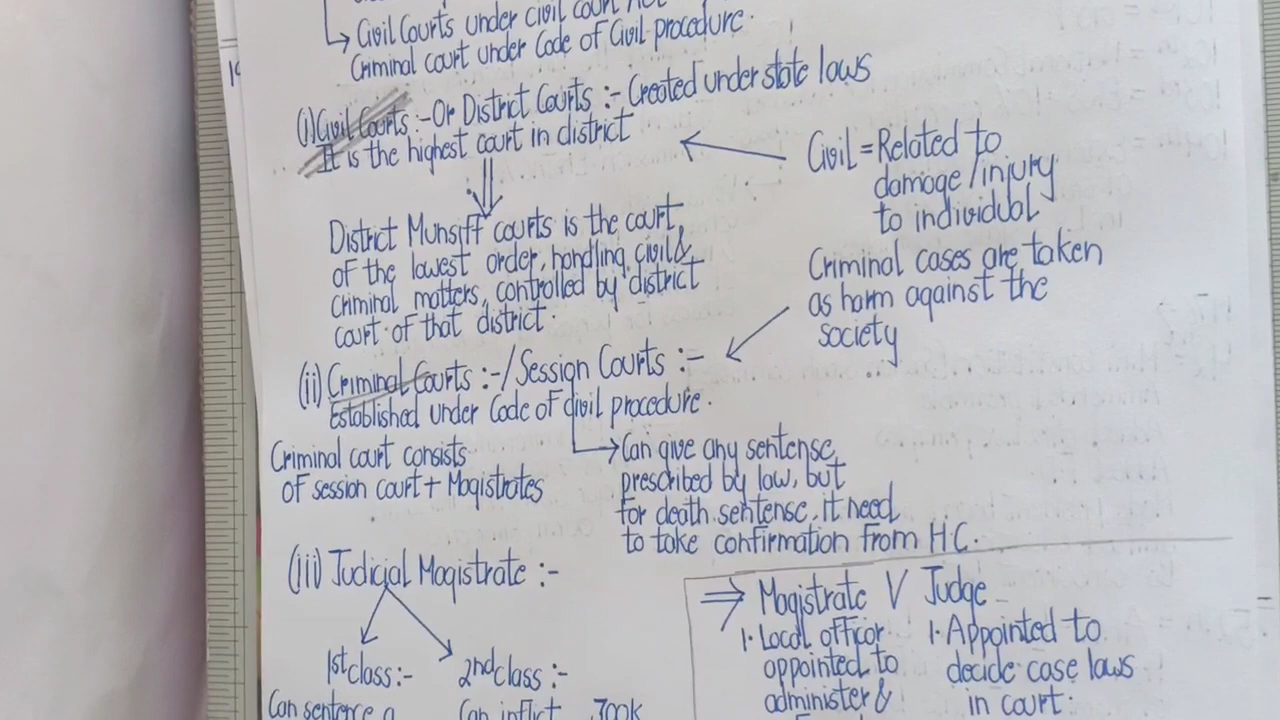 Civil Courts under civil court Act
Criminal court under Code of Civil procedure.
(i) Civil Courts :- Or District Courts :- Created under state laws
It is the highest court in district
Civil = Related to
damage/injury
to individual
District Munsiff courts is the court,
of the lowest order, handling civil &
criminal matters, controlled by district
court of that district.
Criminal cases are taken
as harm against the
society
(ii) Criminal Courts :- / Session Courts :-
Established under Code of civil procedure.
Criminal court consists
of session court + Magistrates
Can give any sentence
prescribed by law, but
for death sentence, it need
to take confirmation from H.C.
(iii) Judicial Magistrate :-
1st class :-
Can sentence a
2nd class :-
Can inflict
Magistrate V Judge
1. Local officer
appointed to
administer &
1. Appointed to
decide case laws
in court.